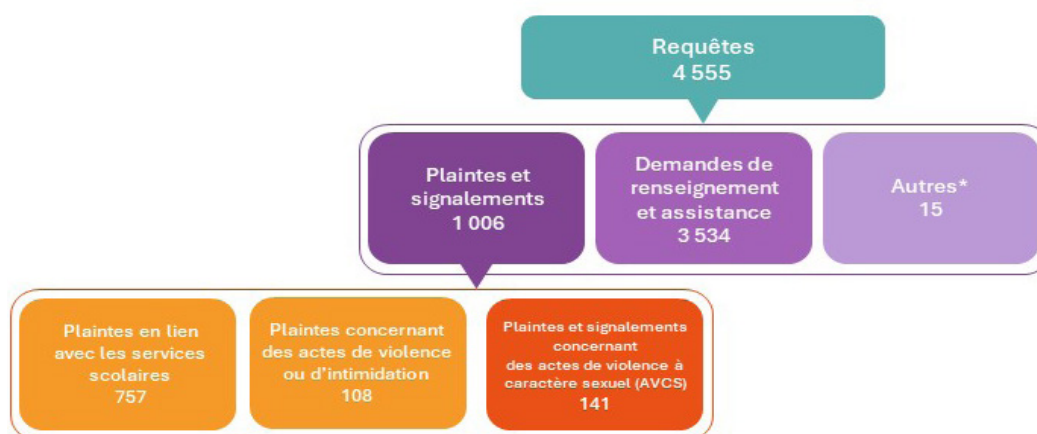 Requêtes
4 555
Plaintes et
signalements
1 006
Demandes de
renseignement
et assistance
3 534
Autres*
15
Plaintes en lien
avec les services
scolaires
757
Plaintes concernant
des actes de violence
ou d'intimidation
108
Plaintes et signalements
concernant
des actes de violence à
caractère sexuel (AVCS)
141